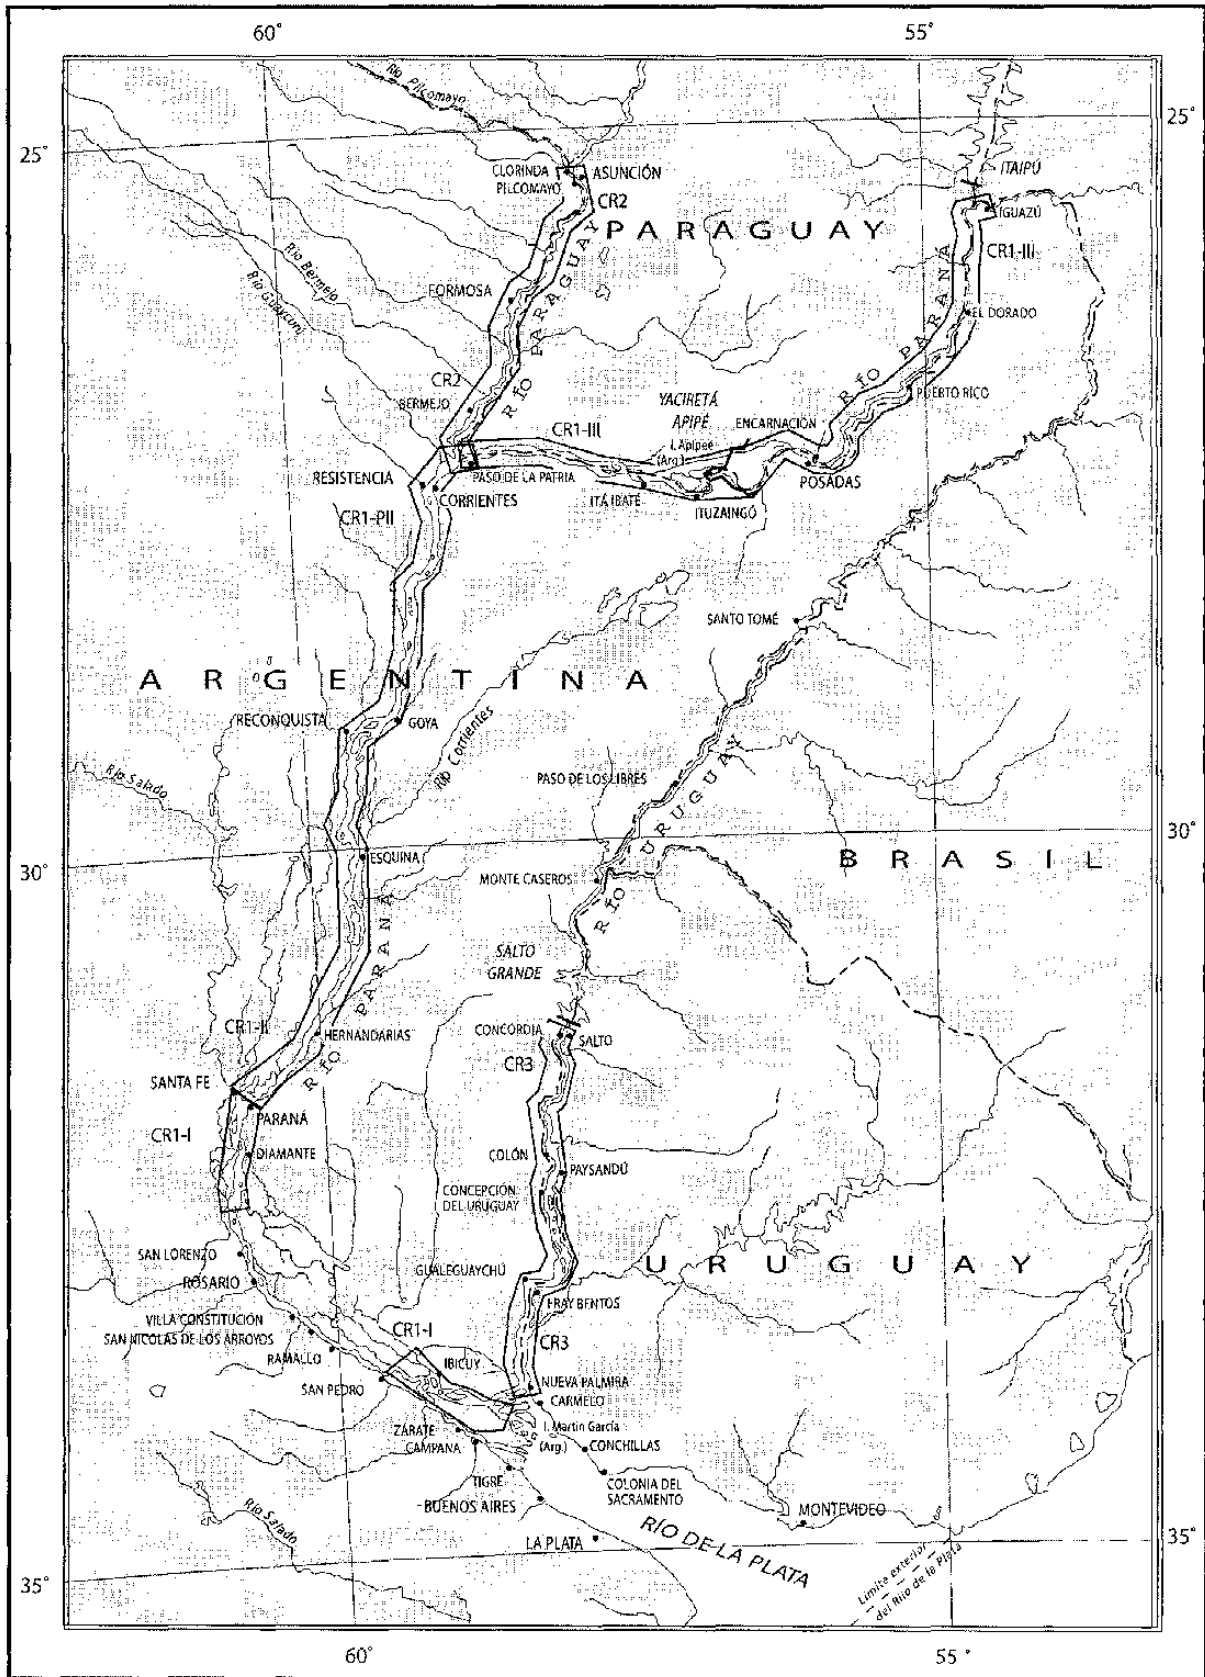 60°
55°
25°
25°
Río Pilcomayo
CLORINDA
PILCOMAYO
ASUNCIÓN
CR2
PARAGUAY
ITAIPÚ
IGUAZÚ
CR1-III
Río Bermejo
Río Guaycurú
FORMOSA
RÍO PARAGUAY
RÍO PARANÁ
EL DORADO
CR2
BERMEJO
YACIRETÁ
APIPÉ
PUERTO RICO
CR1-III
ENCARNACIÓN
I. Apipeé
(Arg.)
RESISTENCIA
PASO DE LA PATRIA
POSADAS
CORRIENTES
ITÁ IBATÉ
ITUZAINGÓ
CR1-PII
SANTO TOMÉ
ARGENTINA
RECONQUISTA
GOYA
Río Corrientes
Río Salado
PASO DE LOS LIBRES
RÍO URUGUAY
30°
30°
ESQUINA
BRASIL
MONTE CASEROS
RÍO PARANÁ
SALTO
GRANDE
CR1-II
HERNANDARIAS
CONCORDIA
SALTO
CR3
SANTA FE
PARANÁ
CR1-I
DIAMANTE
COLÓN
PAYSANDÚ
CONCEPCIÓN
DEL URUGUAY
SAN LORENZO
GUALEGUAYCHÚ
URUGUAY
ROSARIO
FRAY BENTOS
VILLA CONSTITUCIÓN
SAN NICOLAS DE LOS ARROYOS
CR1-I
CR3
RAMALLO
IBICUY
SAN PEDRO
NUEVA PALMIRA
CARMELO
ZÁRATE
CAMPANA
I. Martín García
(Arg.)
CONCHILLAS
TIGRE
COLONIA DEL
SACRAMENTO
BUENOS AIRES
MONTEVIDEO
Río Salado
LA PLATA
RÍO DE LA PLATA
Límite exterior
del Río de la Plata
35°
35°
60°
55°